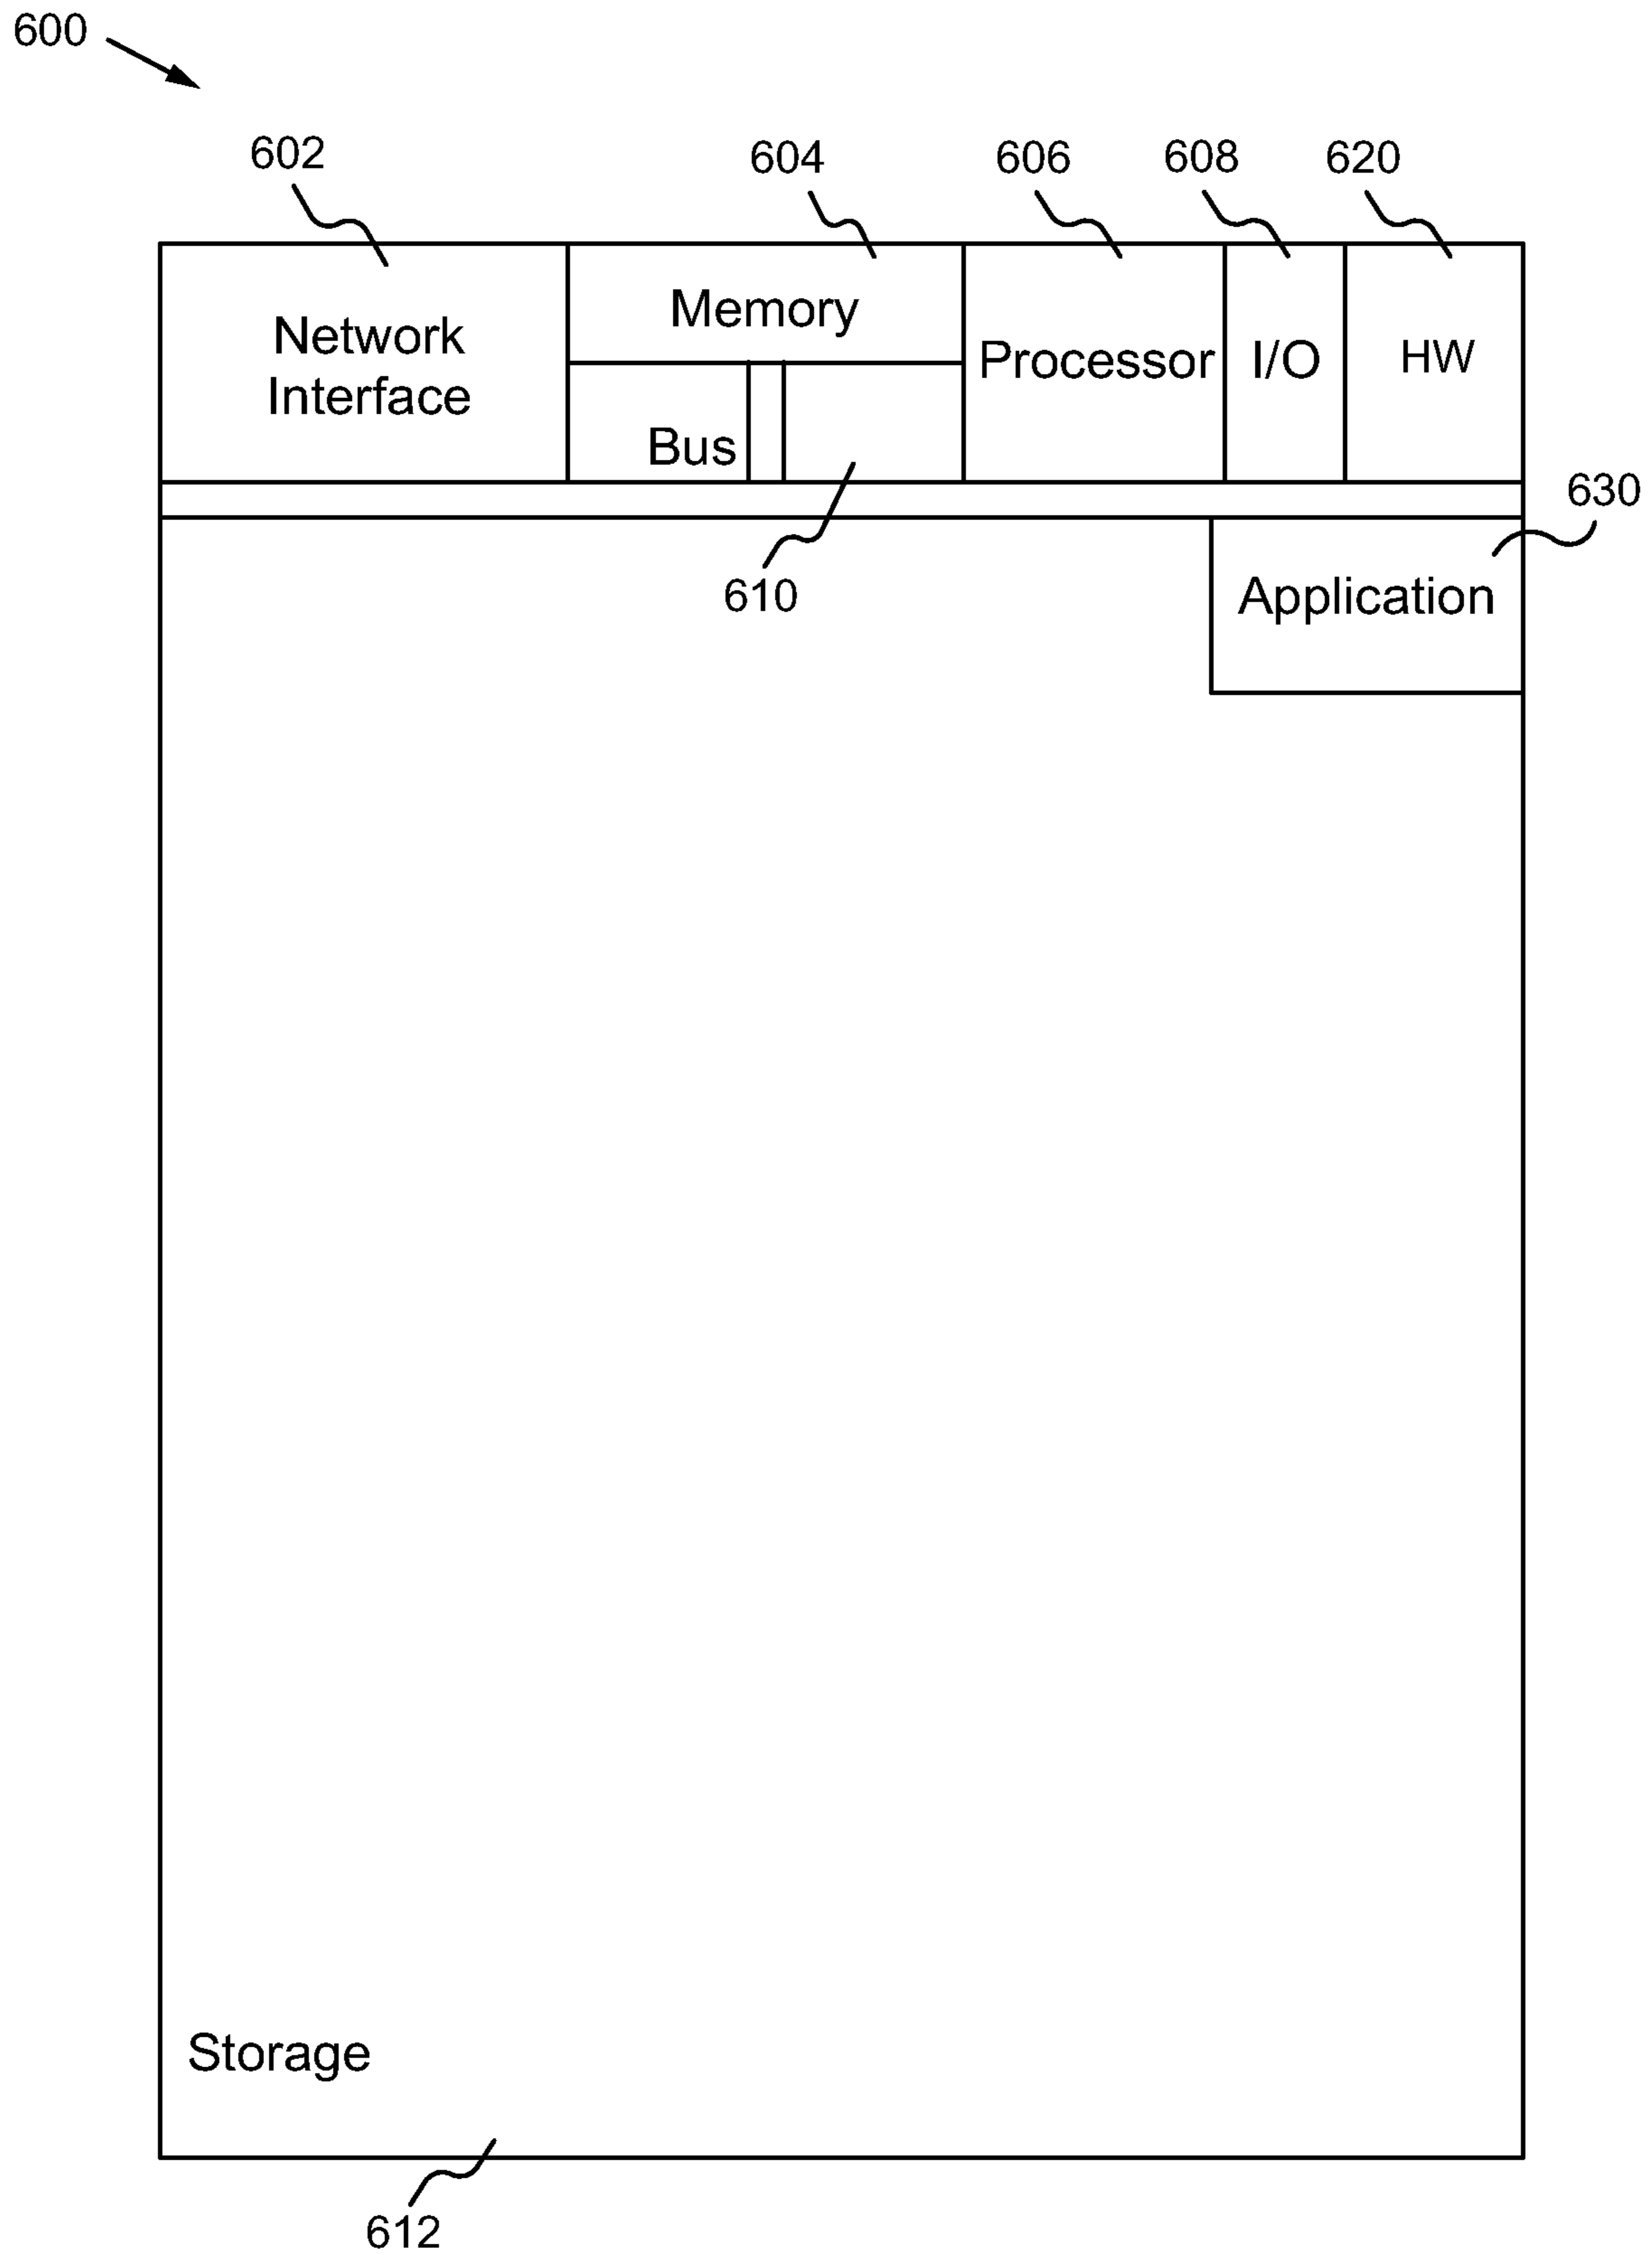 600
602
604
606
608
620
Network
Interface
Memory
Processor
I/O
HW
Bus
630
610
Application
Storage
612